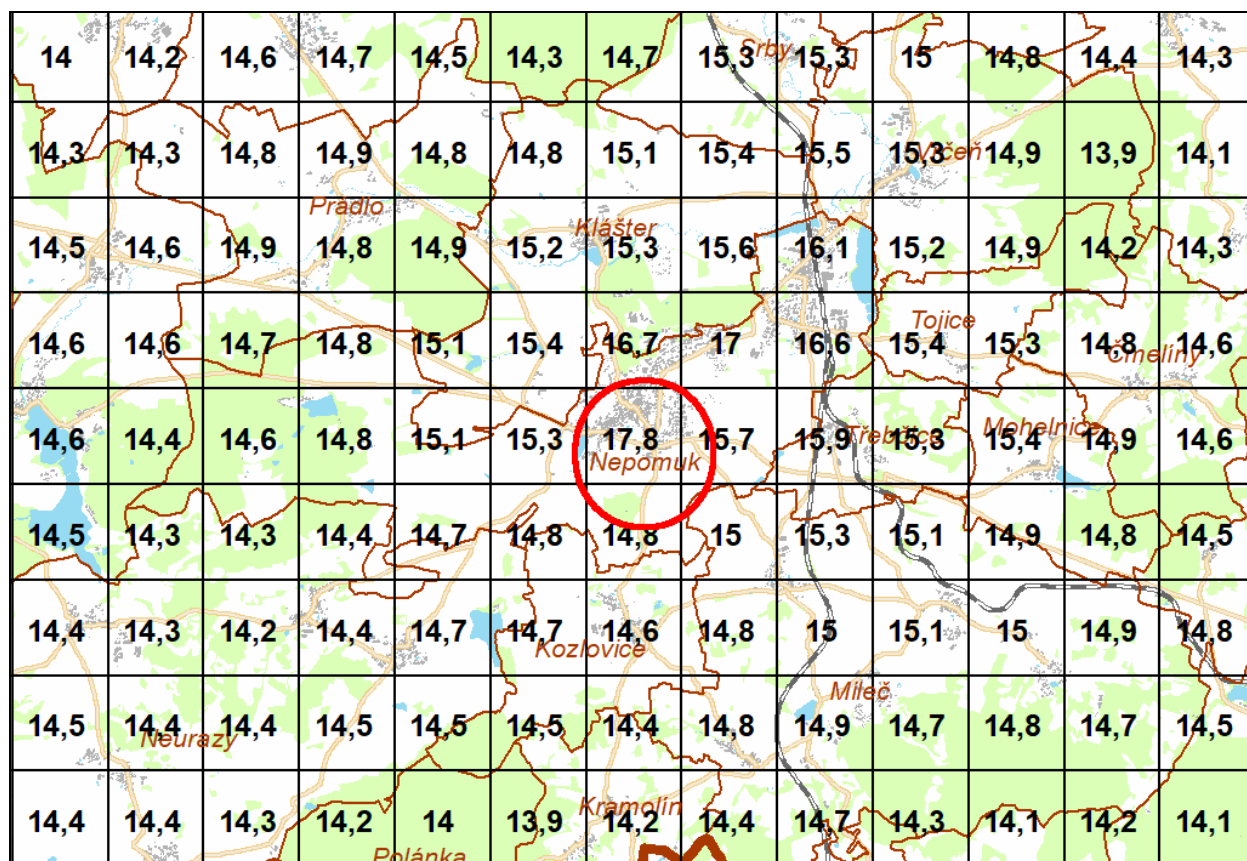 14 14,2 14,6 14,7 14,5 14,3 14,7 15,3 Srby 15,3 15 14,8 14,4 14,3
14,3 14,3 14,8 14,9 14,8 14,8 15,1 15,4 15,5 15,3 14,9 13,9 14,1
Prádlo
Klášter
14,5 14,6 14,9 14,8 14,9 15,2 15,3 15,6 16,1 15,2 14,9 14,2 14,3
Tojice
14,6 14,6 14,7 14,8 15,1 15,4 16,7 17 16,6 15,4 15,3 14,8 14,6
Čmelíny
14,6 14,4 14,6 14,8 15,1 15,3 17,8 15,7 15,9 Třebčice 15,3 15,4 Mohelnice 14,9 14,6
Nepomuk
14,5 14,3 14,3 14,4 14,7 14,8 14,8 15 15,3 15,1 14,9 14,8 14,5
14,4 14,3 14,2 14,4 14,7 14,7 14,6 14,8 15 15,1 15 14,9 14,8
Kozlovice
Mileč
14,5 14,4 14,4 14,5 14,5 14,5 14,4 14,8 14,9 14,7 14,8 14,7 14,5
Neurazy
Kramolín
14,4 14,4 14,3 14,2 14 13,9 14,2 14,4 14,7 14,3 14,1 14,2 14,1
Polánka